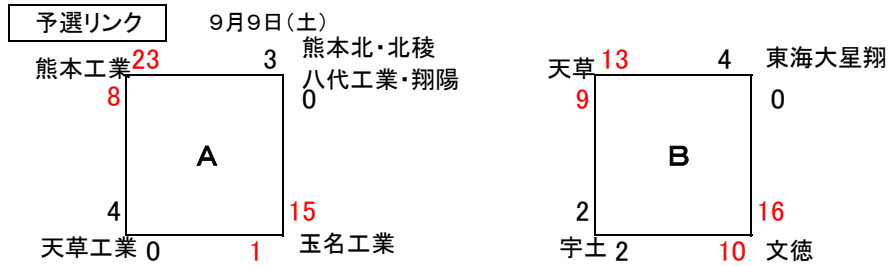 予選リンク 9月9日(土)
熊本工業 23 3 熊本北・北稜
八代工業・翔陽
8 0
A
4 15
天草工業 0 1 玉名工業
天草 13 4 東海大星翔
9 0
B
2 16
宇土 2 10 文徳